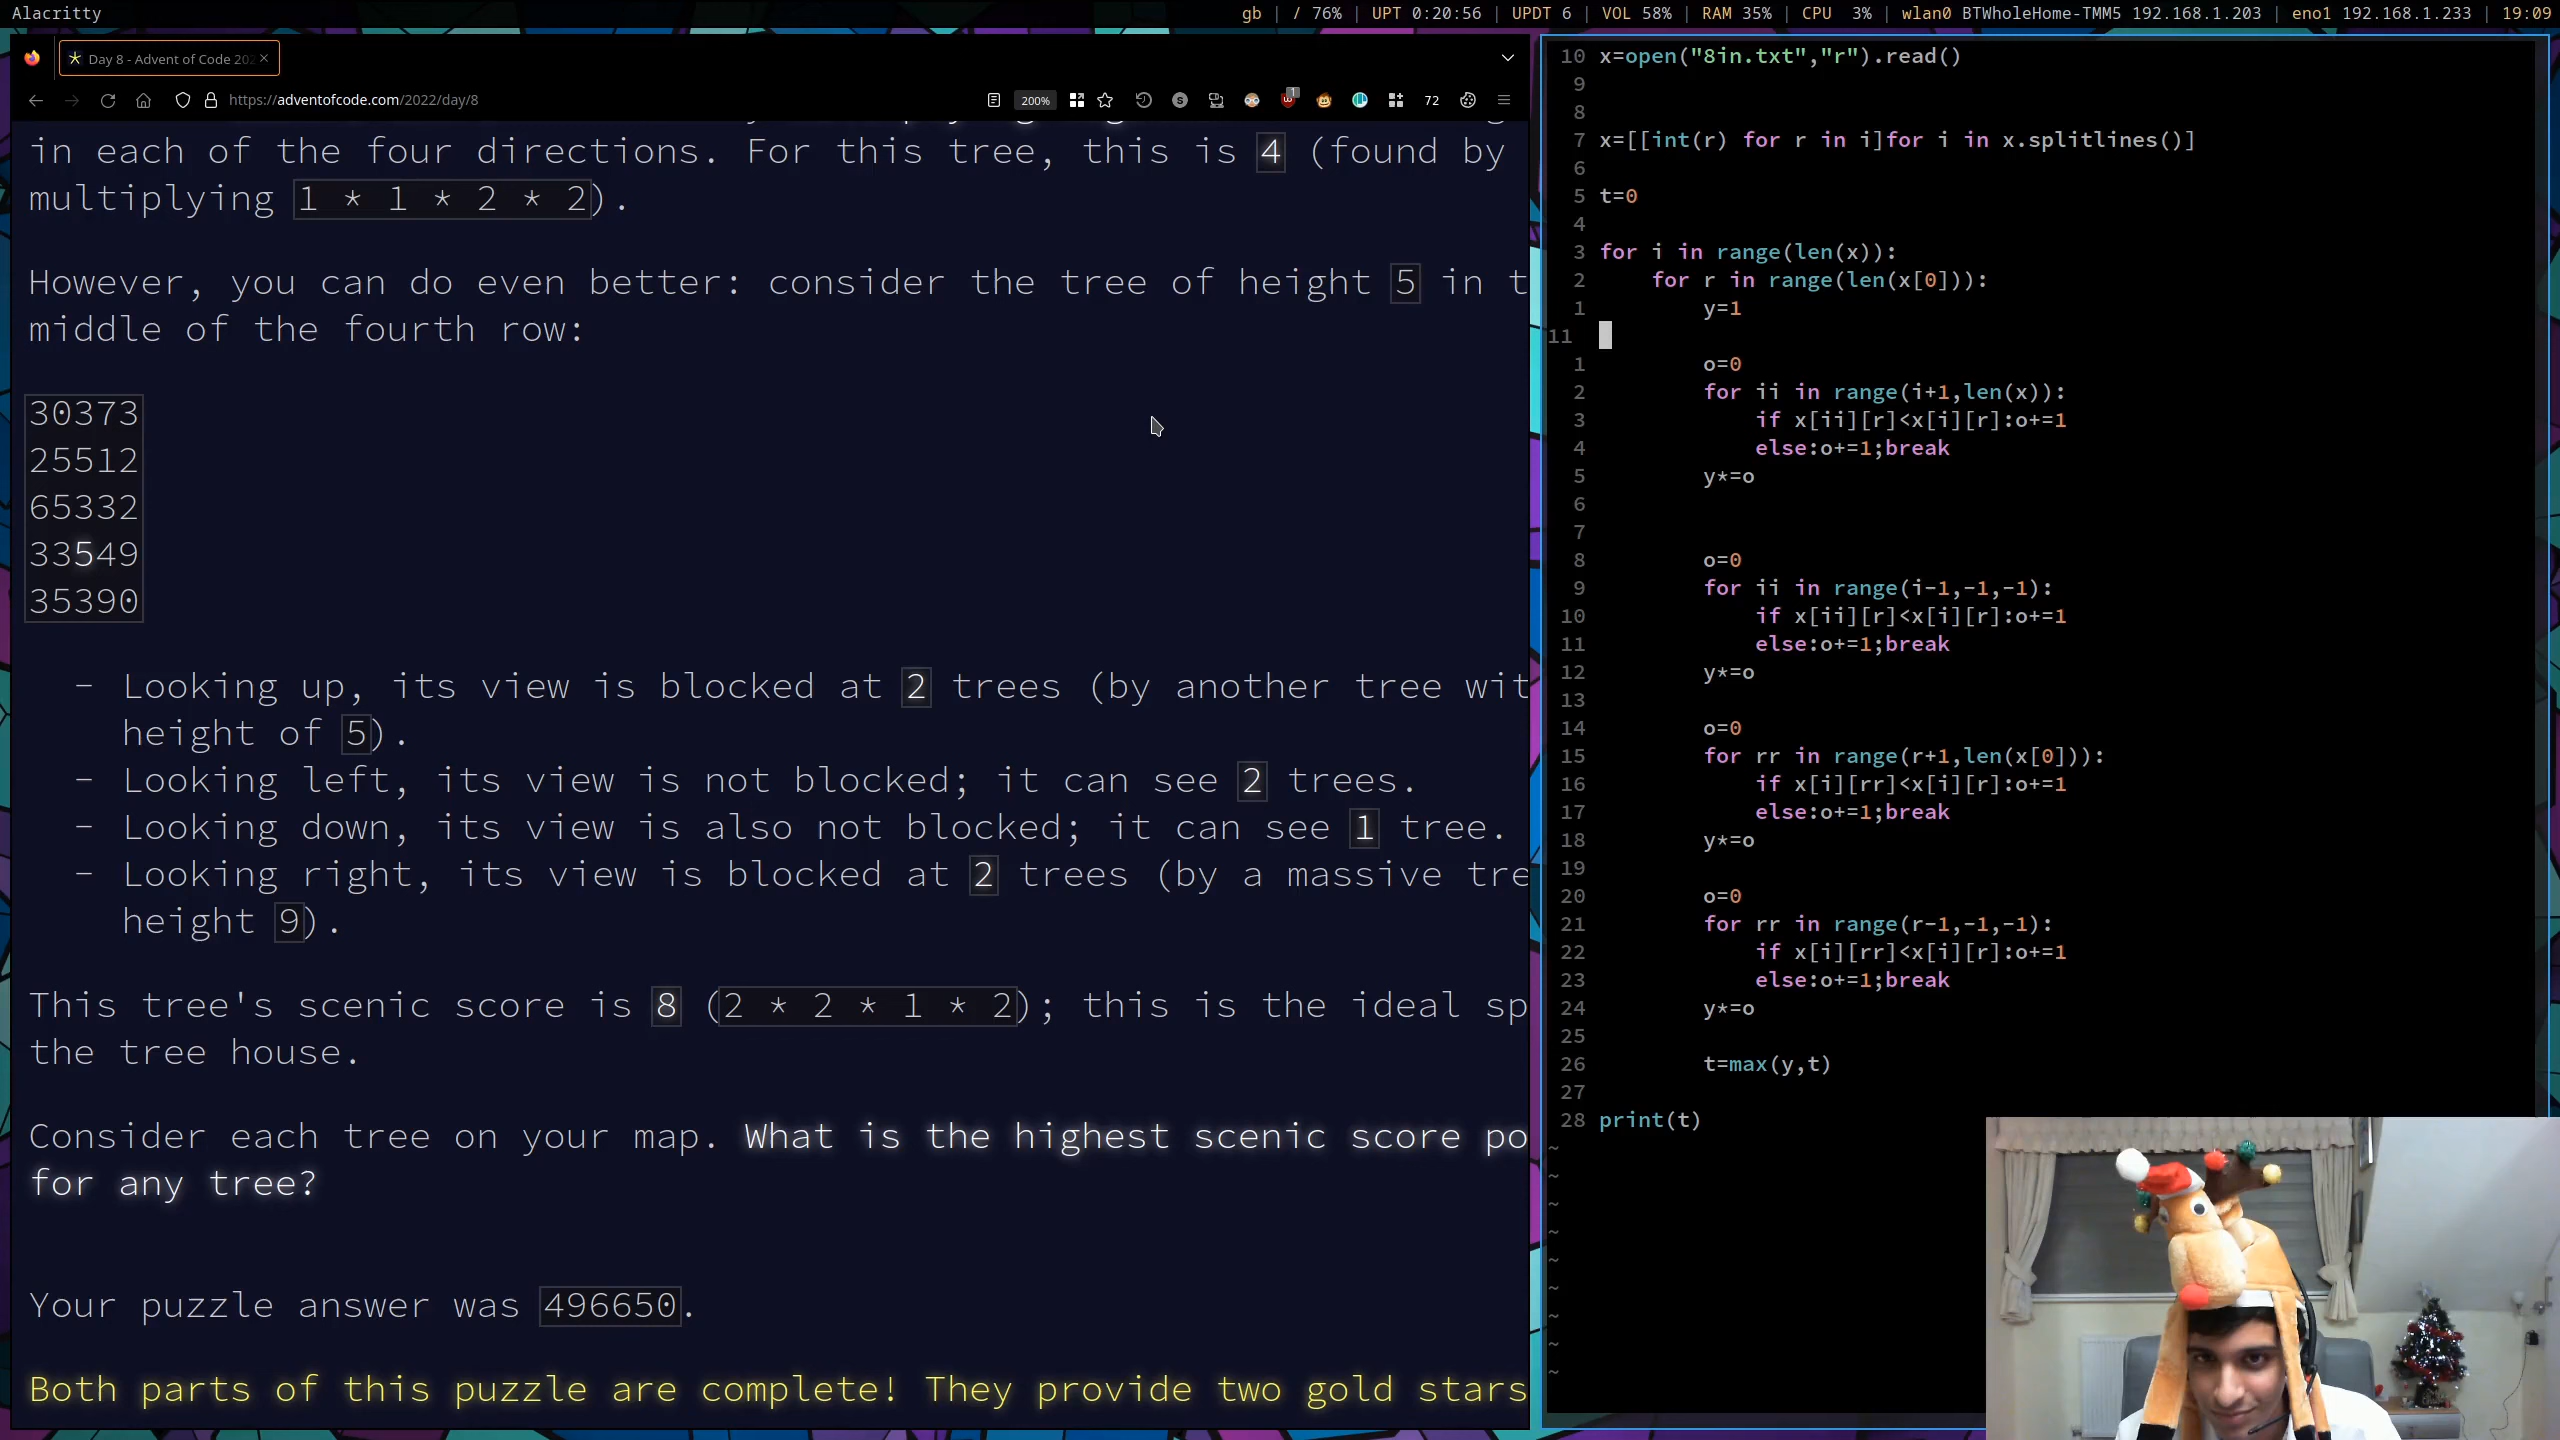 Alacritty
gb | / 76% | UPT 0:20:56 | UPDT 6 | VOL 58% | RAM 35% | CPU 3% | wlan0 BTWholeHome-TMM5 192.168.1.203 | eno1 192.168.1.233 | 19:09
Day 8 - Advent of Code 202
https://adventofcode.com/2022/day/8
200%
1
72
in each of the four directions. For this tree, this is 4 (found by
multiplying 1 * 1 * 2 * 2).
However, you can do even better: consider the tree of height 5 in t
middle of the fourth row:
30373
25512
65332
33549
35390
- Looking up, its view is blocked at 2 trees (by another tree wit
height of 5).
- Looking left, its view is not blocked; it can see 2 trees.
- Looking down, its view is also not blocked; it can see 1 tree.
- Looking right, its view is blocked at 2 trees (by a massive tre
height 9).
This tree's scenic score is 8 (2 * 2 * 1 * 2); this is the ideal sp
the tree house.
Consider each tree on your map. What is the highest scenic score po
for any tree?
Your puzzle answer was 496650.
Both parts of this puzzle are complete! They provide two gold stars
10 x=open("8in.txt","r").read()
9
8
7 x=[[int(r) for r in i]for i in x.splitlines()]
6
5 t=0
4
3 for i in range(len(x)):
2     for r in range(len(x[0])):
1         y=1
11
1         o=0
2         for ii in range(i+1,len(x)):
3             if x[ii][r]<x[i][r]:o+=1
4             else:o+=1;break
5         y*=o
6
7
8         o=0
9         for ii in range(i-1,-1,-1):
10             if x[ii][r]<x[i][r]:o+=1
11             else:o+=1;break
12         y*=o
13
14         o=0
15         for rr in range(r+1,len(x[0])):
16             if x[i][rr]<x[i][r]:o+=1
17             else:o+=1;break
18         y*=o
19
20         o=0
21         for rr in range(r-1,-1,-1):
22             if x[i][rr]<x[i][r]:o+=1
23             else:o+=1;break
24         y*=o
25
26         t=max(y,t)
27
28 print(t)
~
~
~
~
~
~
~
~
~